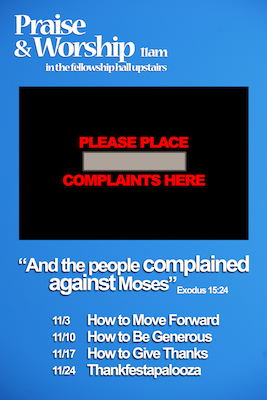 Praise
& Worship 11am
in the fellowship hall upstairs
PLEASE PLACE
COMPLAINTS HERE
“And the people complained
against Moses” Exodus 15:24
11/3 How to Move Forward
11/10 How to Be Generous
11/17 How to Give Thanks
11/24 Thankfestapalooza